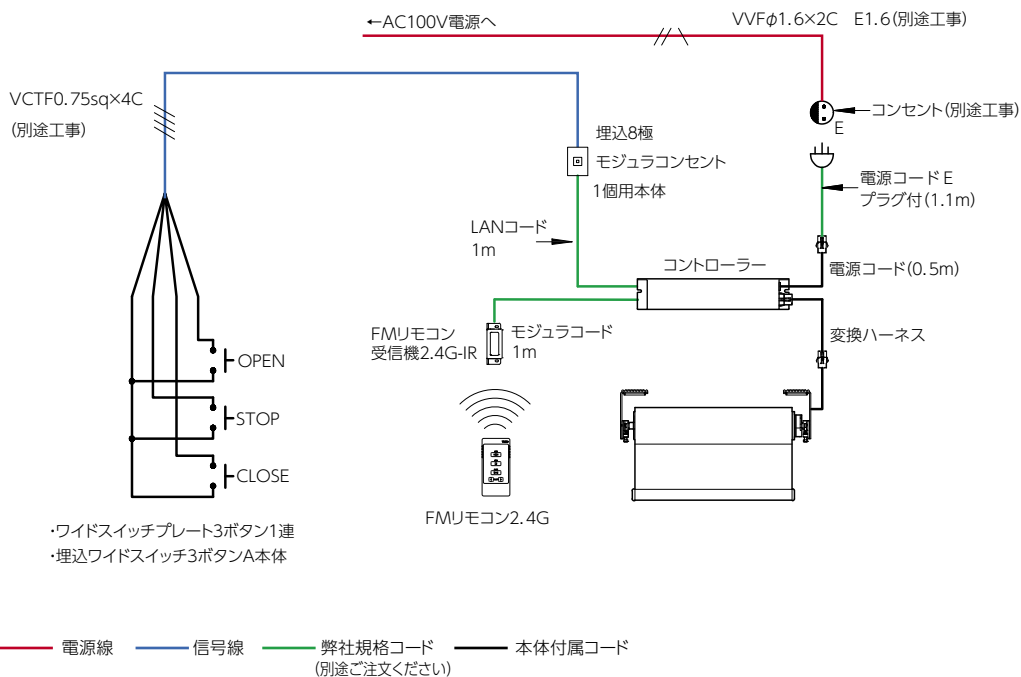 ←AC100V電源へ
VVFφ1.6×2C E1.6(別途工事)
VCTF0.75sq×4C
(別途工事)
コンセント(別途工事)
E
埋込8極
モジュラコンセント
1個用本体
電源コードE
プラグ付(1.1m)
LANコード
1m
コントローラー
電源コード(0.5m)
FMリモコン
受信機2.4G-IR
モジュラコード
1m
変換ハーネス
OPEN
STOP
CLOSE
FMリモコン2.4G
・ワイドスイッチプレート3ボタン1連
・埋込ワイドスイッチ3ボタンA本体
電源線
信号線
弊社規格コード
(別途ご注文ください)
本体付属コード